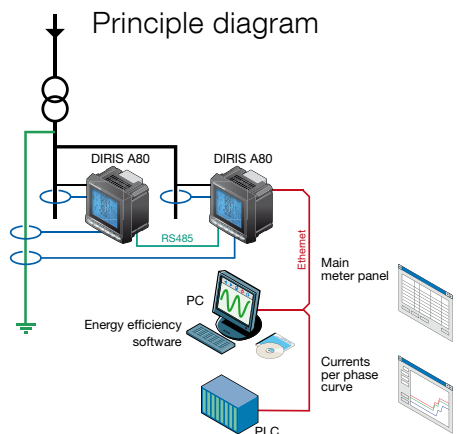 Principle diagram
DIRIS A80
DIRIS A80
RS485
Ethernet
Main
meter panel
PC
Energy efficiency
software
Currents
per phase
curve
PLC